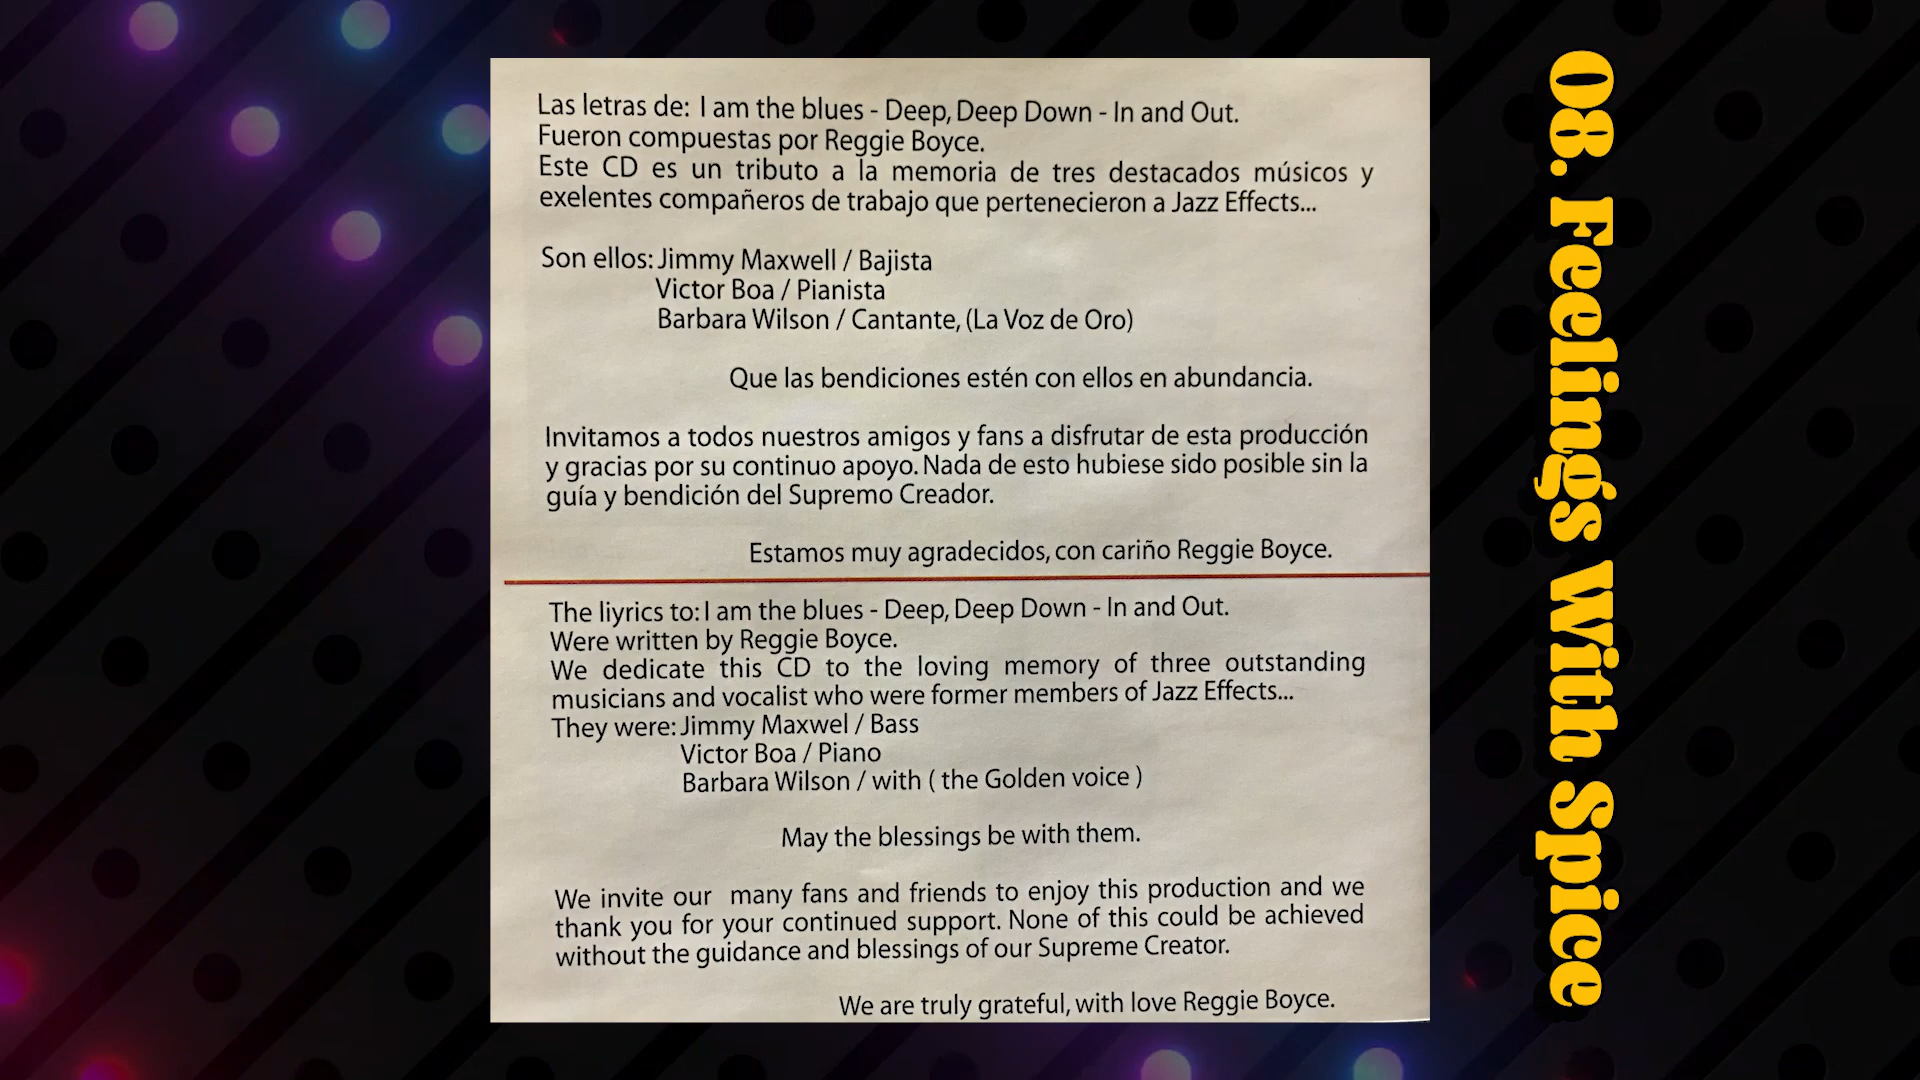 Las letras de: I am the blues - Deep, Deep Down - In and Out.
Fueron compuestas por Reggie Boyce.
Este CD es un tributo a la memoria de tres destacados músicos y
exelentes compañeros de trabajo que pertenecieron a Jazz Effects...
Son ellos: Jimmy Maxwell / Bajista
Victor Boa / Pianista
Barbara Wilson / Cantante, (La Voz de Oro)
Que las bendiciones estén con ellos en abundancia.
Invitamos a todos nuestros amigos y fans a disfrutar de esta producción
y gracias por su continuo apoyo. Nada de esto hubiese sido posible sin la
guía y bendición del Supremo Creador.
Estamos muy agradecidos, con cariño Reggie Boyce.
The liyrics to: I am the blues - Deep, Deep Down - In and Out.
Were written by Reggie Boyce.
We dedicate this CD to the loving memory of three outstanding
musicians and vocalist who were former members of Jazz Effects...
They were: Jimmy Maxwel / Bass
Victor Boa / Piano
Barbara Wilson / with ( the Golden voice )
May the blessings be with them.
We invite our many fans and friends to enjoy this production and we
thank you for your continued support. None of this could be achieved
without the guidance and blessings of our Supreme Creator.
We are truly grateful, with love Reggie Boyce.
08. Feelings With Spice